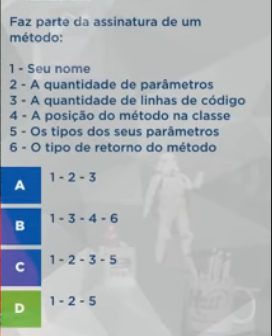 Faz parte da assinatura de um
método:
1 - Seu nome
2 - A quantidade de parâmetros
3 - A quantidade de linhas de código
4 - A posição do método na classe
5 - Os tipos dos seus parâmetros
6 - O tipo de retorno do método
A 1 - 2 - 3
B 1 - 3 - 4 - 6
C 1 - 2 - 3 - 5
D 1 - 2 - 5